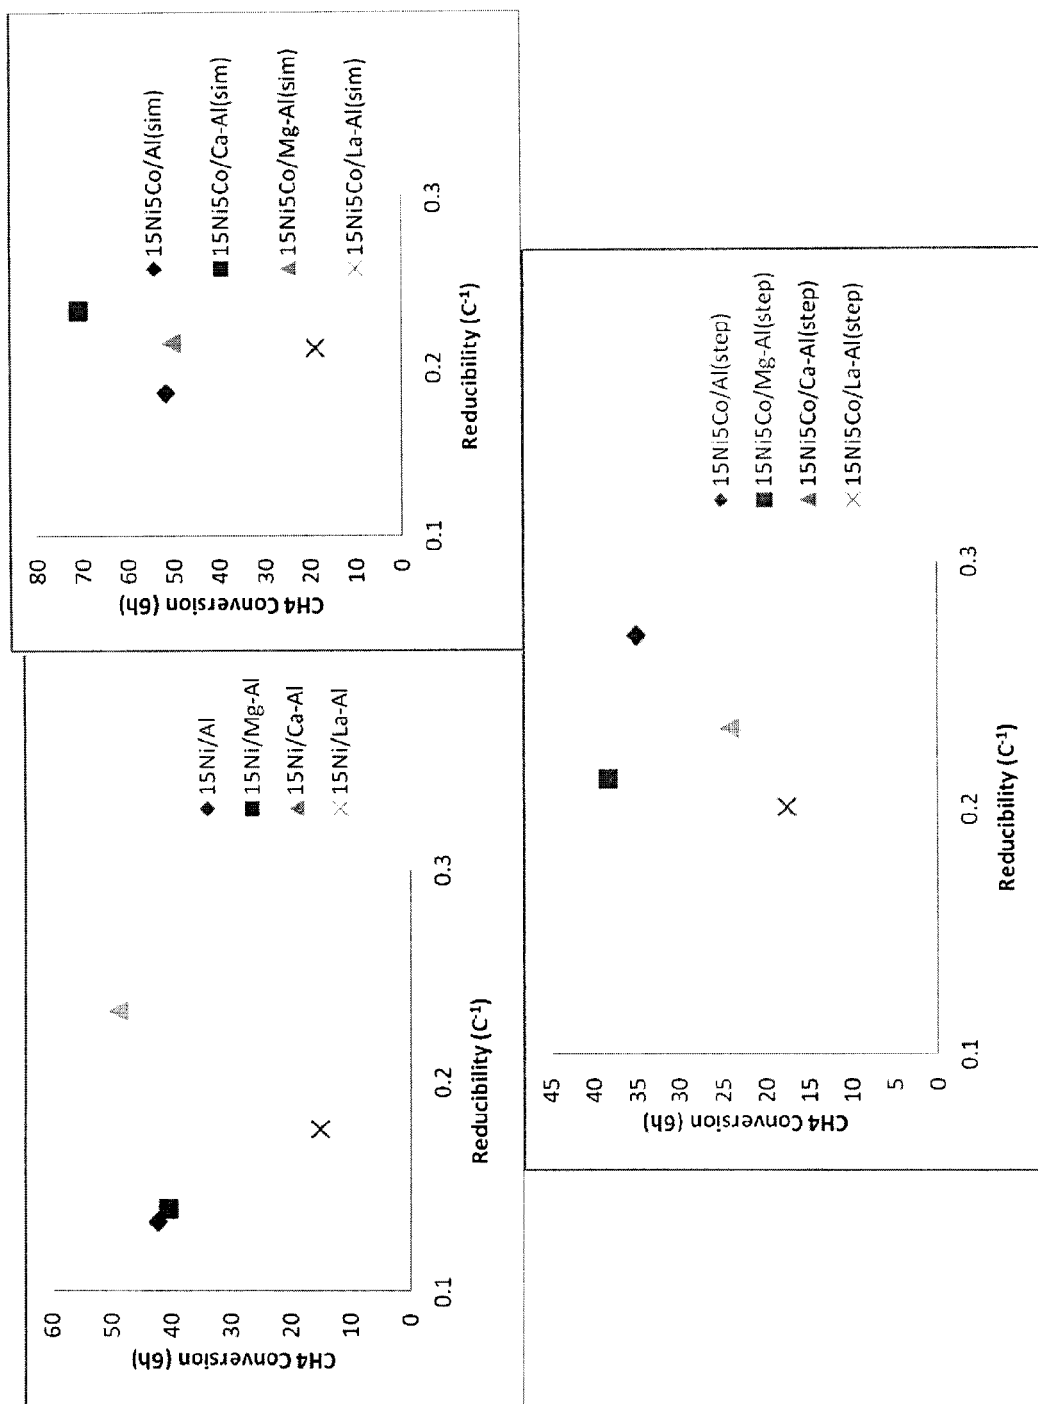 60
50
40
30
20
10
0
CH4 Conversion (6h)
0.1
0.2
0.3
Reducibility (C-1)
15Ni/Al
15Ni/Mg-Al
15Ni/Ca-Al
15Ni/La-Al
80
70
60
50
40
30
20
10
0
CH4 Conversion (6h)
0.1
0.2
0.3
Reducibility (C-1)
15Ni5Co/Al(sim)
15Ni5Co/Ca-Al(sim)
15Ni5Co/Mg-Al(sim)
15Ni5Co/La-Al(sim)
45
40
35
30
25
20
15
10
5
0
CH4 Conversion (6h)
0.1
0.2
0.3
Reducibility (C-1)
15Ni5Co/Al(step)
15Ni5Co/Mg-Al(step)
15Ni5Co/Ca-Al(step)
15Ni5Co/La-Al(step)